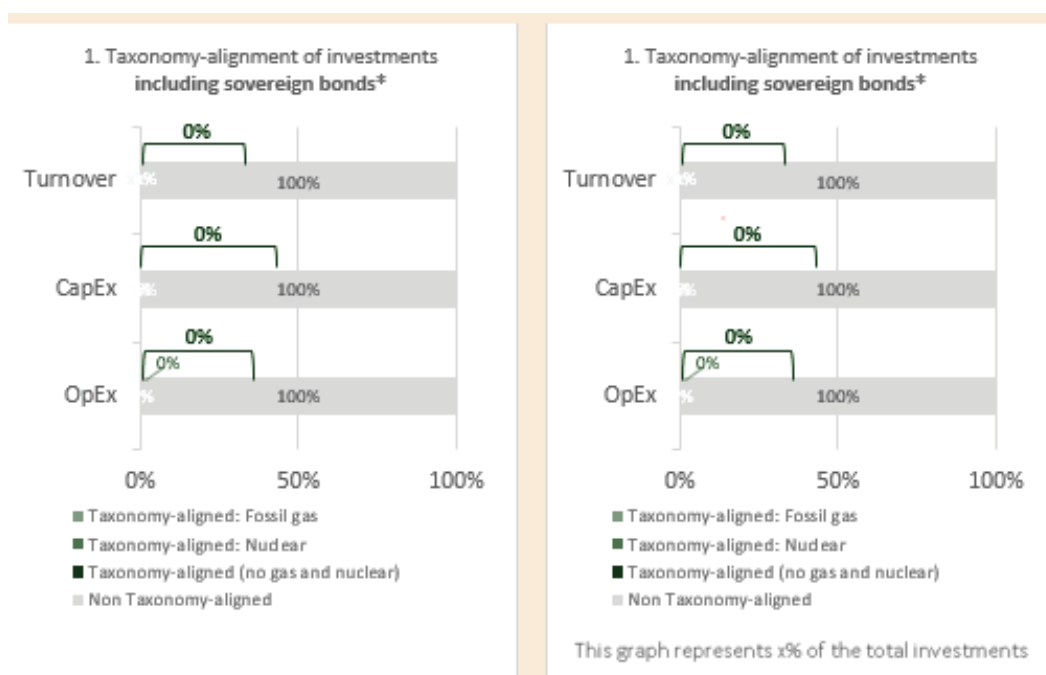 1. Taxonomy-alignment of investments
including sovereign bonds*
0%
Turnover
100%
0%
CapEx
100%
0%
0%
OpEx
100%
0% 50% 100%
Taxonomy-aligned: Fossil gas
Taxonomy-aligned: Nuclear
Taxonomy-aligned (no gas and nuclear)
Non Taxonomy-aligned
1. Taxonomy-alignment of investments
including sovereign bonds*
0%
Turnover
100%
0%
CapEx
100%
0%
0%
OpEx
100%
0% 50% 100%
Taxonomy-aligned: Fossil gas
Taxonomy-aligned: Nuclear
Taxonomy-aligned (no gas and nuclear)
Non Taxonomy-aligned
This graph represents x% of the total investments